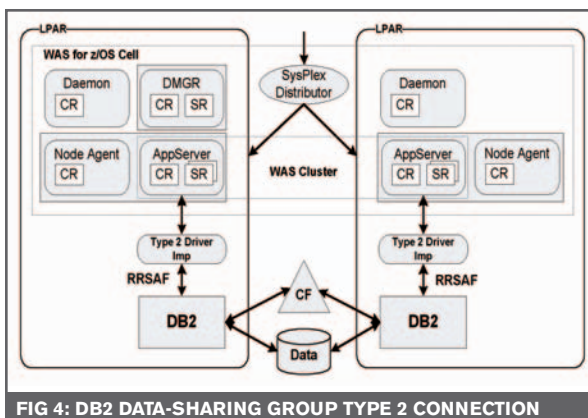 LPAR
LPAR
WAS for z/OS Cell
Daemon
CR
DMGR
CR SR
SysPlex
Distributor
Daemon
CR
Node Agent
CR
AppServer
CR SR
WAS Cluster
AppServer
CR SR
Node Agent
CR
Type 2 Driver
Imp
Type 2 Driver
Imp
RRSAF
RRSAF
CF
DB2
DB2
Data
FIG 4: DB2 DATA-SHARING GROUP TYPE 2 CONNECTION